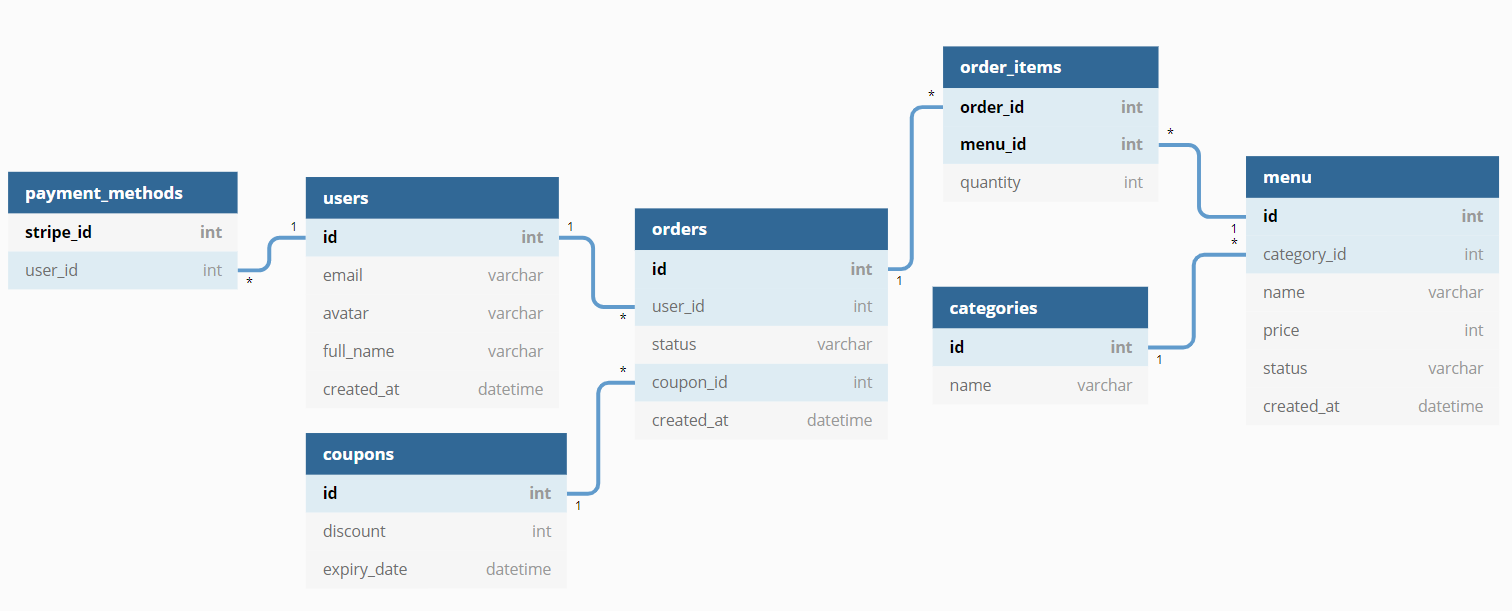 payment_methods
stripe_id int
user_id int
1
*
users
id int
email varchar
avatar varchar
full_name varchar
created_at datetime
1
*
coupons
id int
discount int
expiry_date datetime
1
*
orders
id int
user_id int
status varchar
coupon_id int
created_at datetime
1
*
order_items
order_id int
menu_id int
quantity int
*
1
categories
id int
name varchar
1
*
menu
id int
category_id int
name varchar
price int
status varchar
created_at datetime